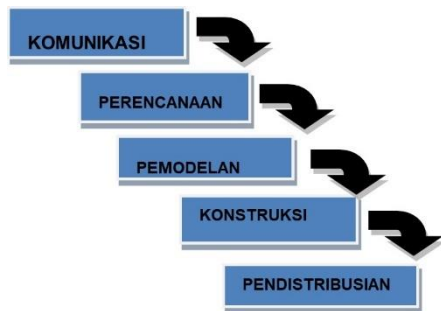 KOMUNIKASI
PERENCANAAN
PEMODELAN
KONSTRUKSI
PENDISTRIBUSIAN